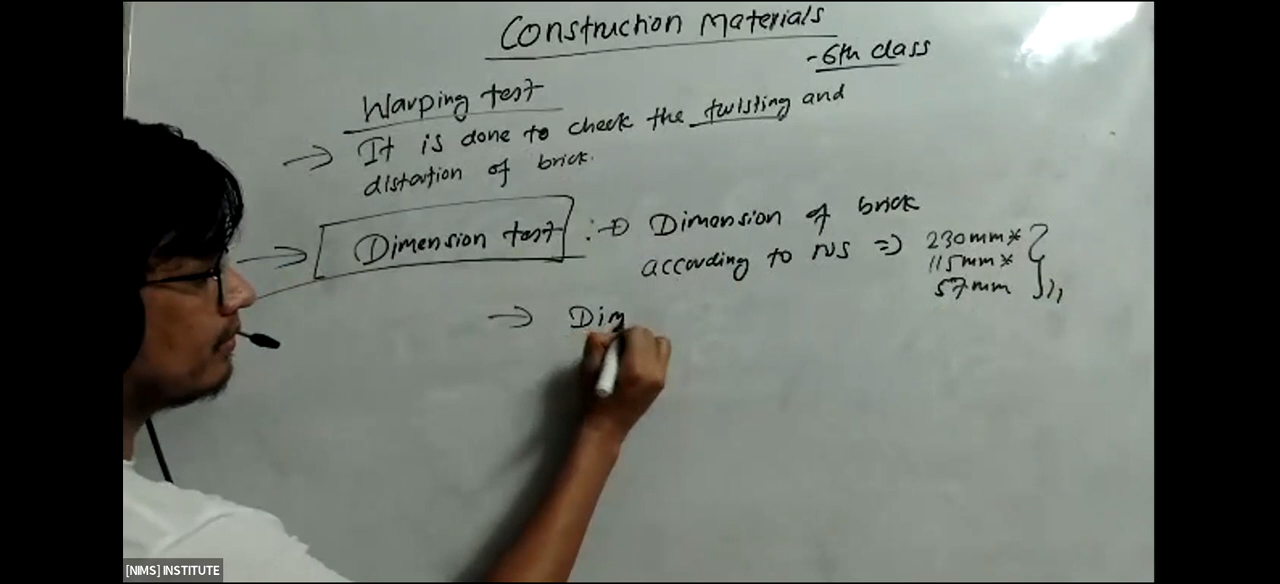 Construction Materials
-6th class
Warping test
→ It is done to check the twisting and
distortion of brick.
→ Dimension test :→ Dimension of brick
according to NS => 230mm*
115mm*
57mm
→ Dim
[NIMS] INSTITUTE